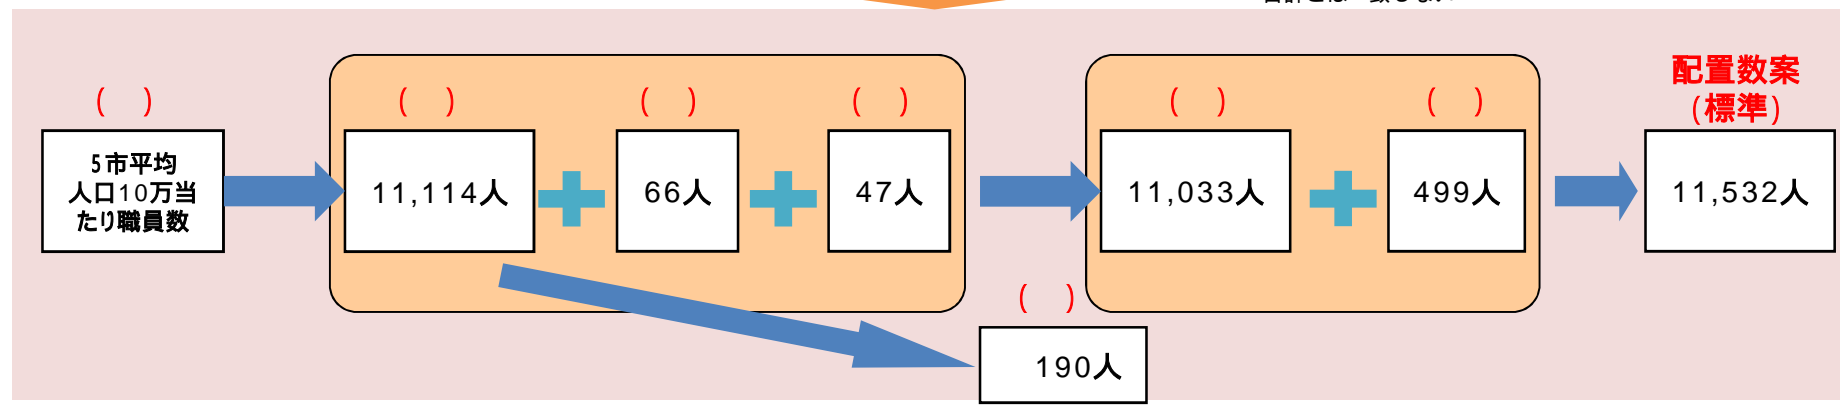 配置数案
(標準)
( )
( )
( )
( )
( )
( )
5市平均
人口10万当
たり職員数
11,114人
66人
47人
11,033人
499人
11,532人
( )
190人